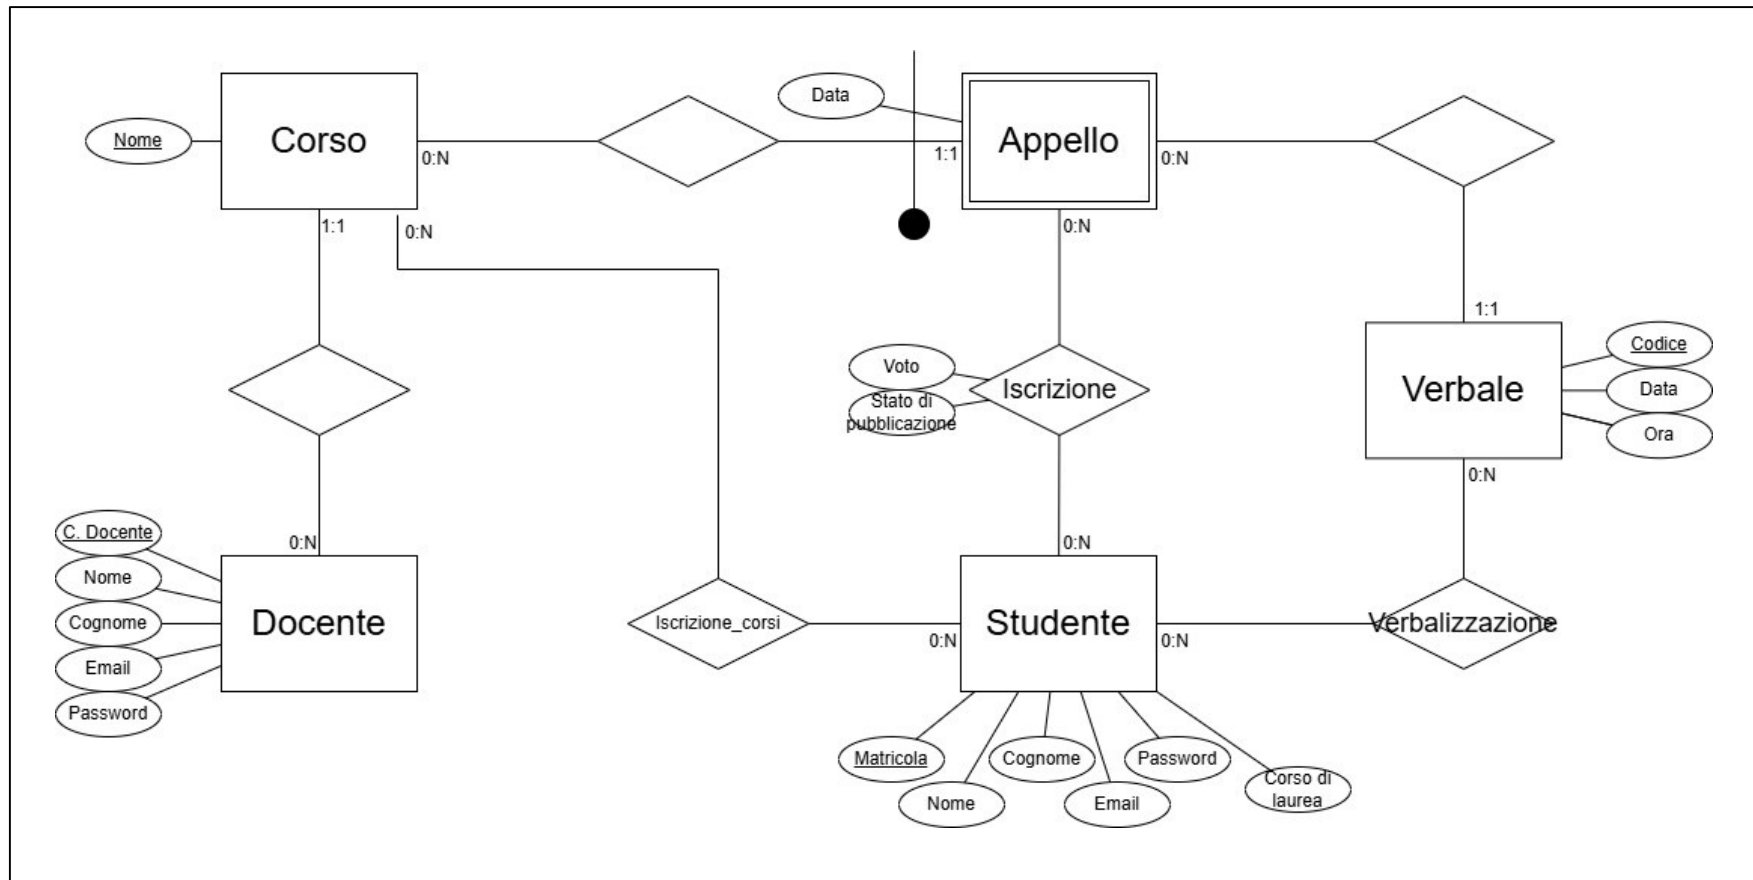 Data
Nome
Corso
Appello
0:N
1:1
0:N
1:1
0:N
0:N
1:1
Voto
Stato di
pubblicazione
Iscrizione
Verbale
Codice
Data
Ora
0:N
C. Docente
Nome
Cognome
Email
Password
0:N
Docente
Iscrizione_corsi
0:N
0:N
Studente
0:N
Verbalizzazione
Matricola
Cognome
Password
Corso di
laurea
Nome
Email